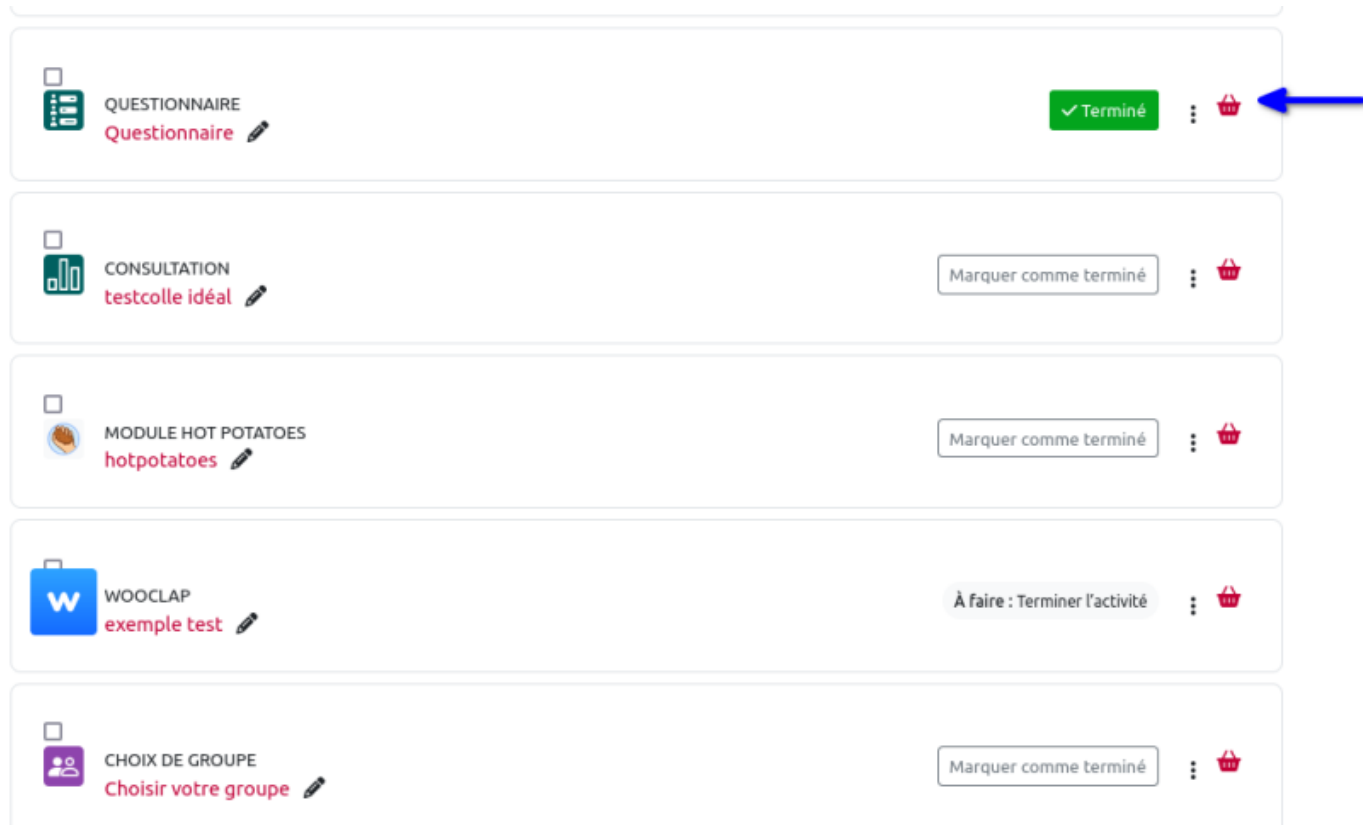 QUESTIONNAIRE
Questionnaire
✓ Terminé
CONSULTATION
testcolle idéal
Marquer comme terminé
MODULE HOT POTATOES
hotpotatoes
Marquer comme terminé
W
WOOCLAP
exemple test
À faire : Terminer l'activité
CHOIX DE GROUPE
Choisir votre groupe
Marquer comme terminé